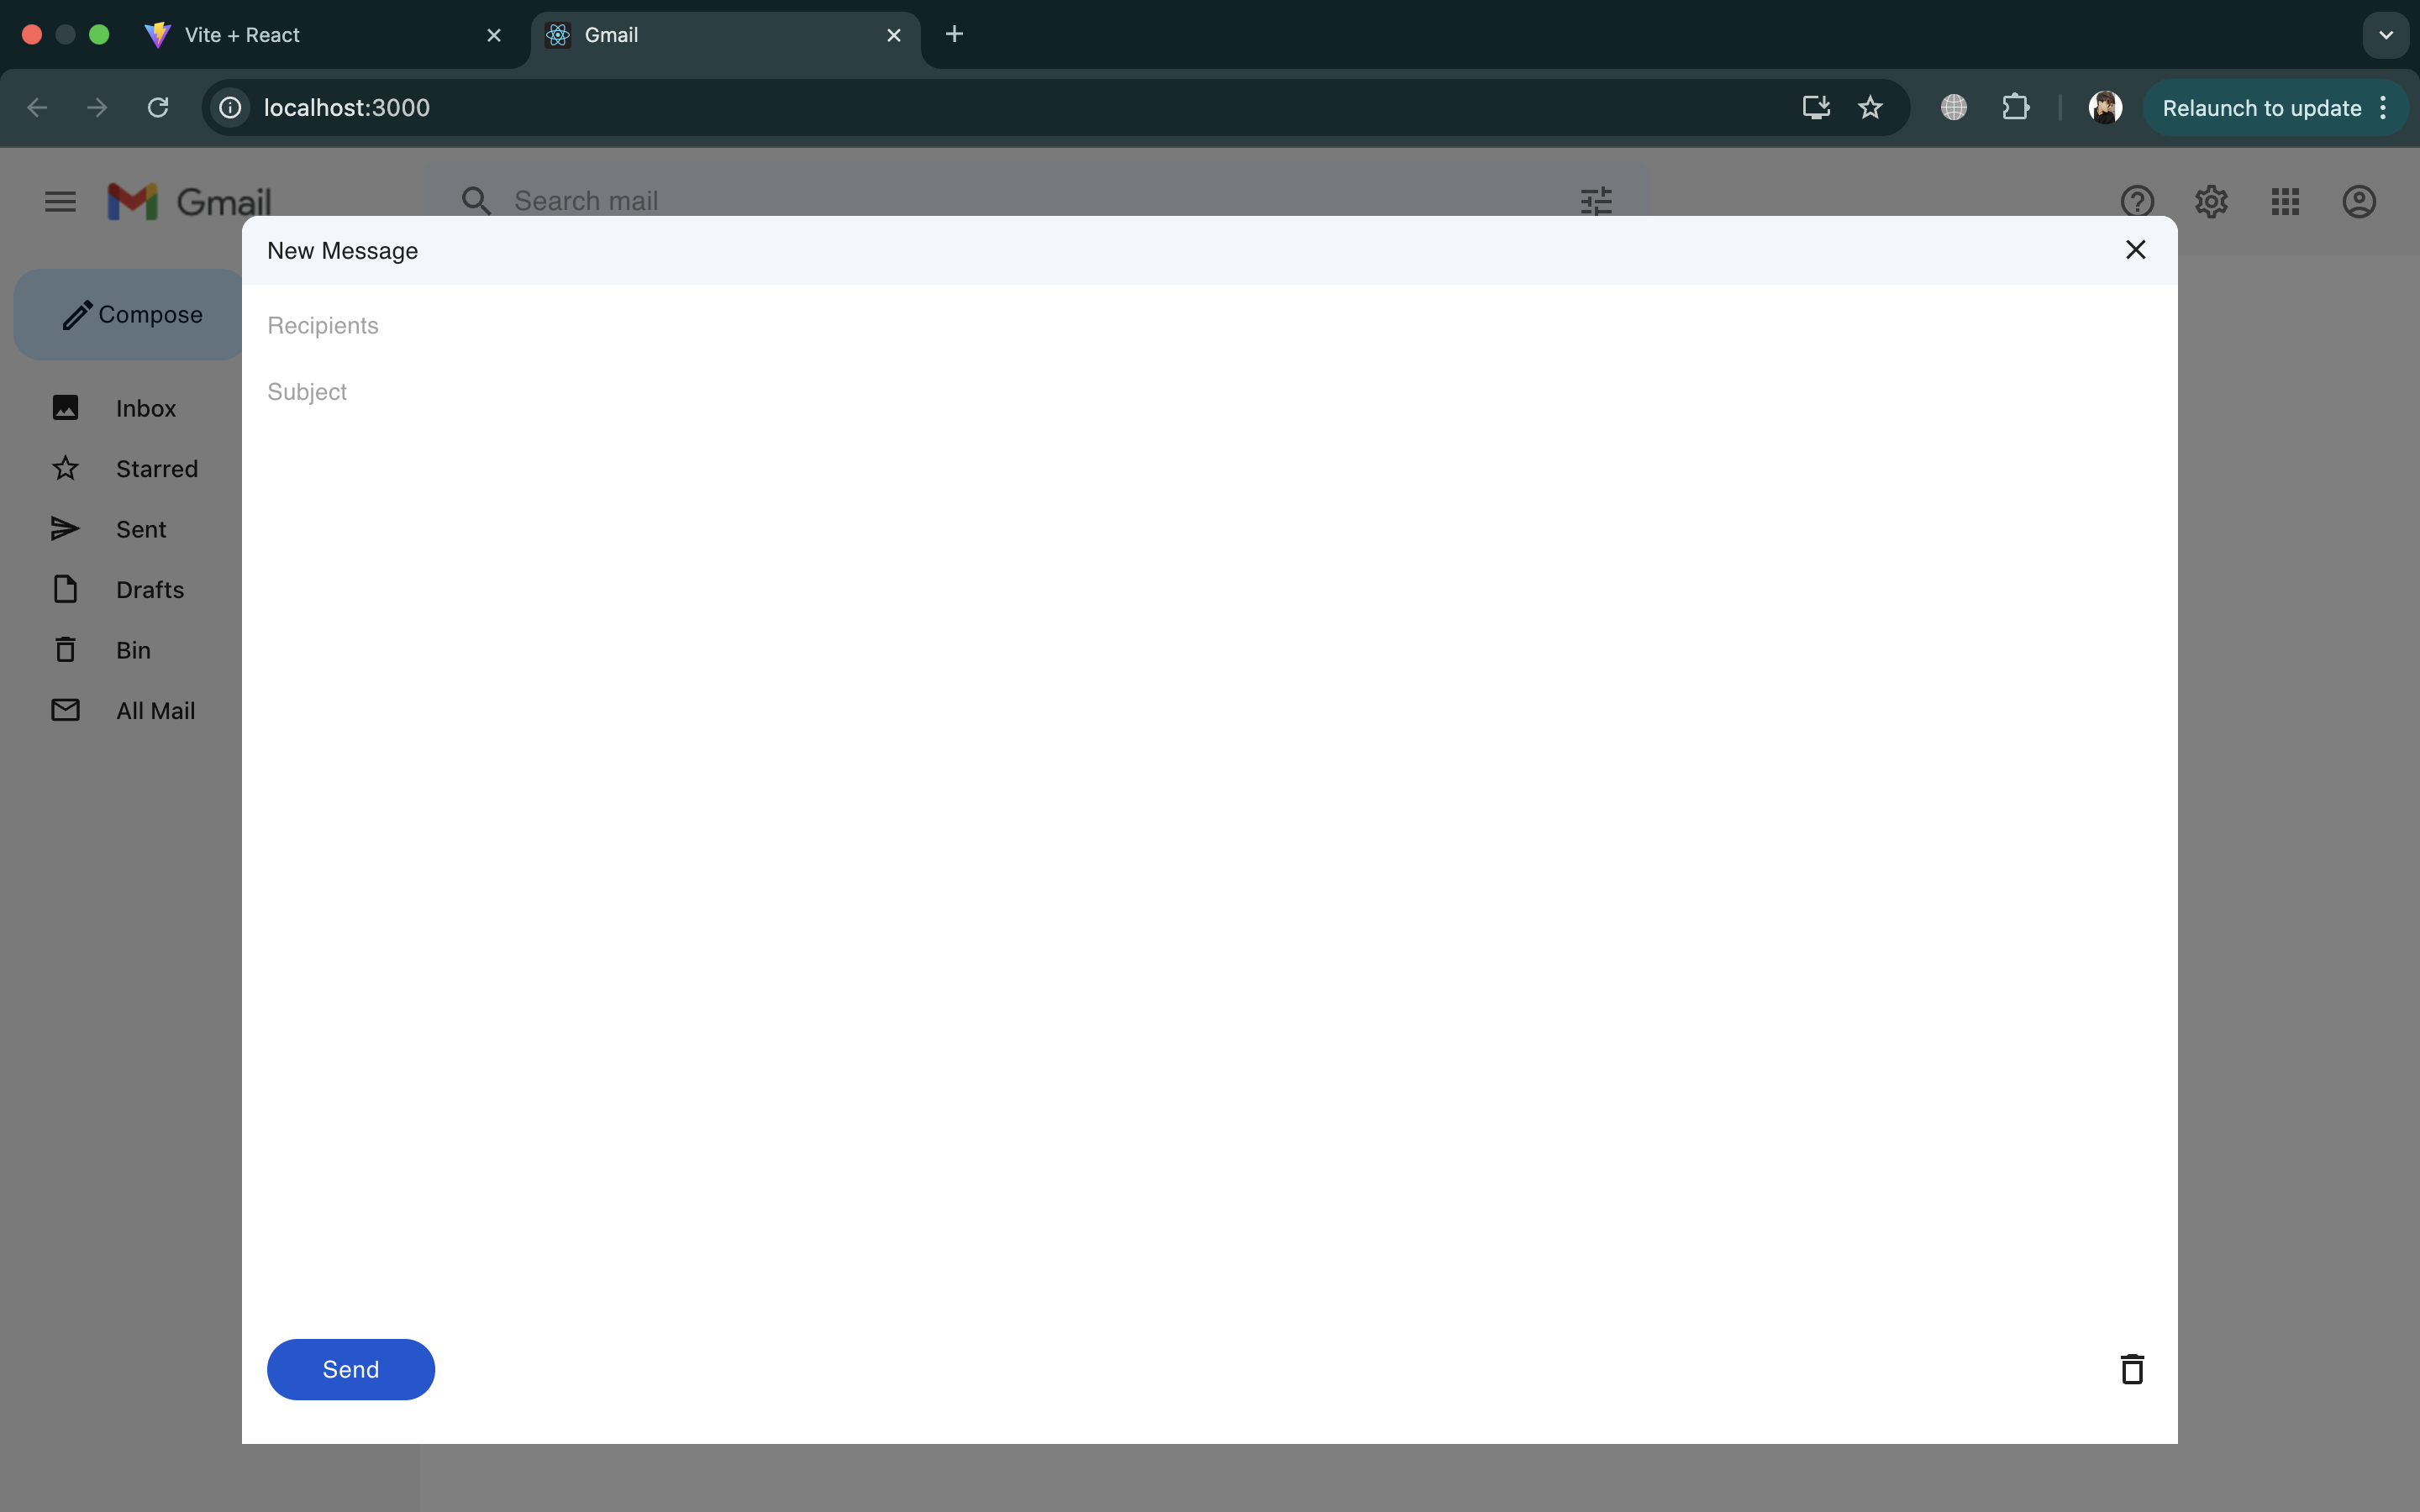 Vite + React
Gmail
localhost:3000
Relaunch to update
Gmail
Search mail
New Message
Compose
Recipients
Subject
Inbox
Starred
Sent
Drafts
Bin
All Mail
Send